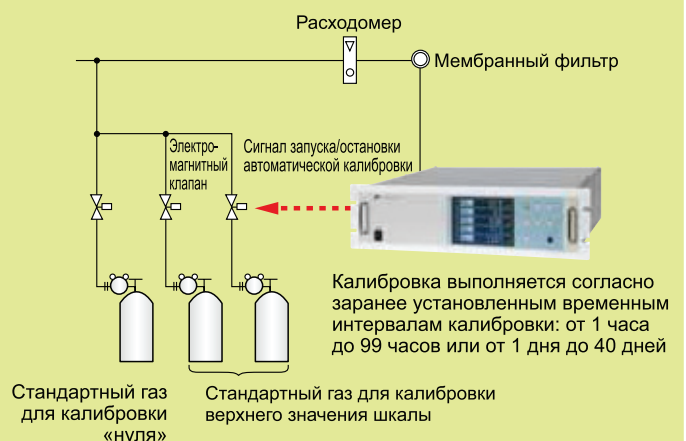 Расходомер
Мембранный фильтр
Электро-
магнитный
клапан
Сигнал запуска/остановки
автоматической калибровки
Калибровка выполняется согласно
заранее установленным временным
интервалам калибровки: от 1 часа
до 99 часов или от 1 дня до 40 дней
Стандартный газ
для калибровки
«нуля»
Стандартный газ для калибровки
верхнего значения шкалы